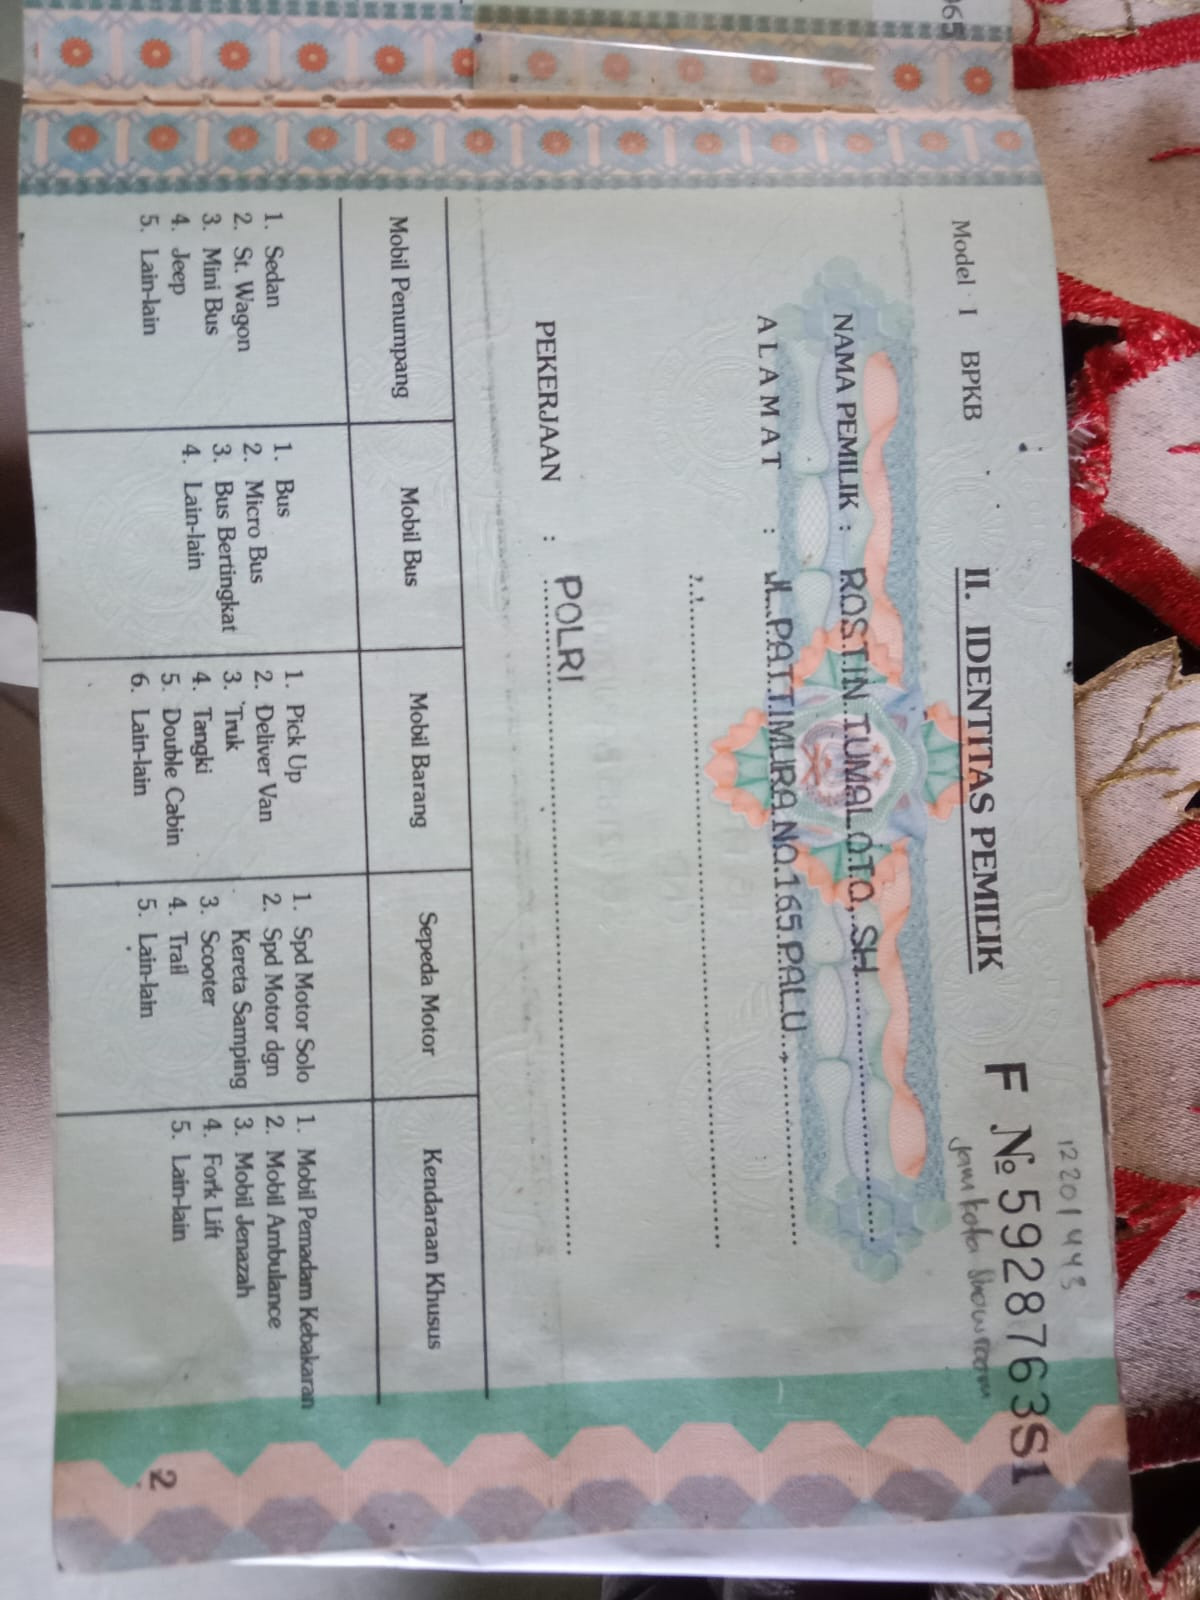 965
12201443
Jamkota Showroom
Model I BPKB
II. IDENTITAS PEMILIK
F № 5928763S1
NAMA PEMILIK : ROSTIN TUMALOTO, SH
ALAMAT : JL. PATTIMURA NO.165 PALU
PEKERJAAN : POLRI
Mobil Penumpang
1. Sedan
2. St. Wagon
3. Mini Bus
4. Jeep
5. Lain-lain
Mobil Bus
1. Bus
2. Micro Bus
3. Bus Bertingkat
4. Lain-lain
Mobil Barang
1. Pick Up
2. Deliver Van
3. Truk
4. Tangki
5. Double Cabin
6. Lain-lain
Sepeda Motor
1. Spd Motor Solo
2. Spd Motor dgn
Kereta Samping
3. Scooter
4. Trail
5. Lain-lain
Kendaraan Khusus
1. Mobil Pemadam Kebakaran
2. Mobil Ambulance
3. Mobil Jenazah
4. Fork Lift
5. Lain-lain
2